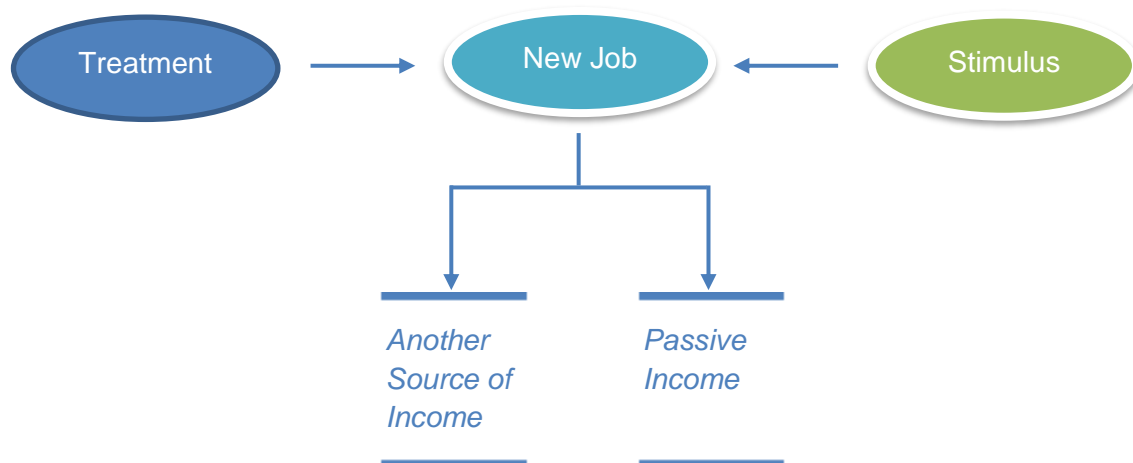 Treatment
New Job
Stimulus
Another
Source of
Income
Passive
Income